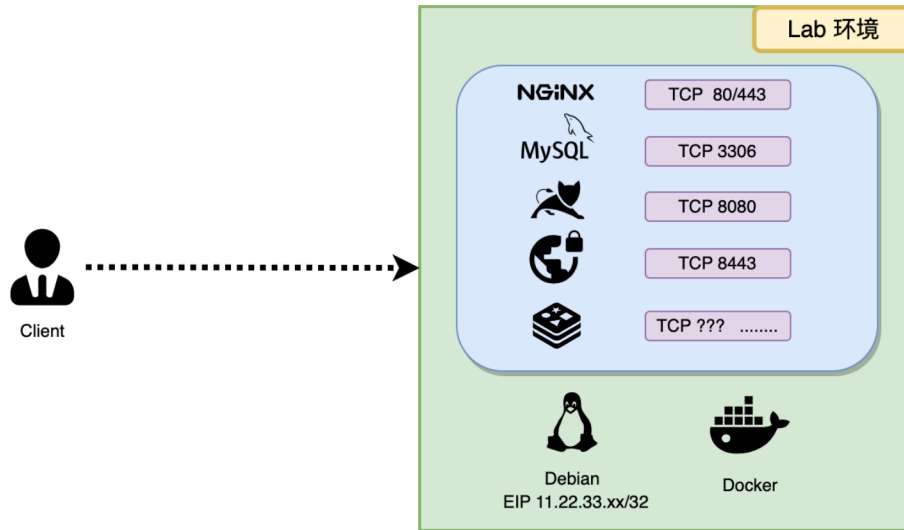 Lab 环境
NGiNX
TCP 80/443
MySQL
TCP 3306
TCP 8080
TCP 8443
TCP ??? ........
Client
Debian
EIP 11.22.33.xx/32
Docker